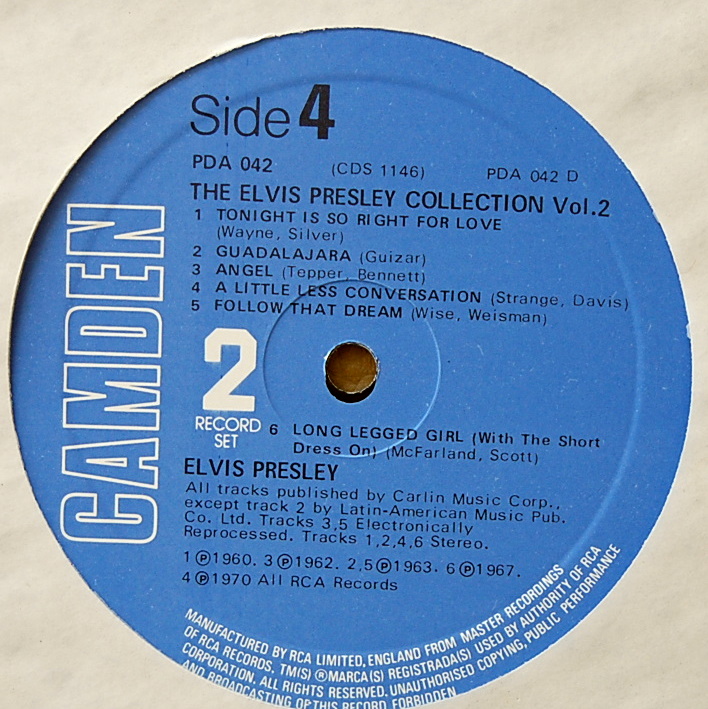 Side 4
PDA 042 (CDS 1146) PDA 042 D
THE ELVIS PRESLEY COLLECTION Vol.2
1 TONIGHT IS SO RIGHT FOR LOVE
(Wayne, Silver)
2 GUADALAJARA (Guizar)
3 ANGEL (Tepper, Bennett)
4 A LITTLE LESS CONVERSATION (Strange, Davis)
5 FOLLOW THAT DREAM (Wise, Weisman)
CAMDEN
2
RECORD
SET
6 LONG LEGGED GIRL (With The Short
Dress On) (McFarland, Scott)
ELVIS PRESLEY
All tracks published by Carlin Music Corp.,
except track 2 by Latin-American Music Pub.
Co. Ltd. Tracks 3,5 Electronically
Reprocessed. Tracks 1,2,4,6 Stereo.
1 ℗ 1960. 3 ℗ 1962. 2,5 ℗ 1963. 6 ℗ 1967.
4 ℗ 1970 All RCA Records
MANUFACTURED BY RCA LIMITED, ENGLAND FROM MASTER RECORDINGS
OF RCA RECORDS. TM(S) ® MARCA(S) REGISTRADA(S) USED BY AUTHORITY OF RCA
CORPORATION. ALL RIGHTS RESERVED. UNAUTHORISED COPYING, PUBLIC PERFORMANCE
AND BROADCASTING OF THIS RECORD FORBIDDEN